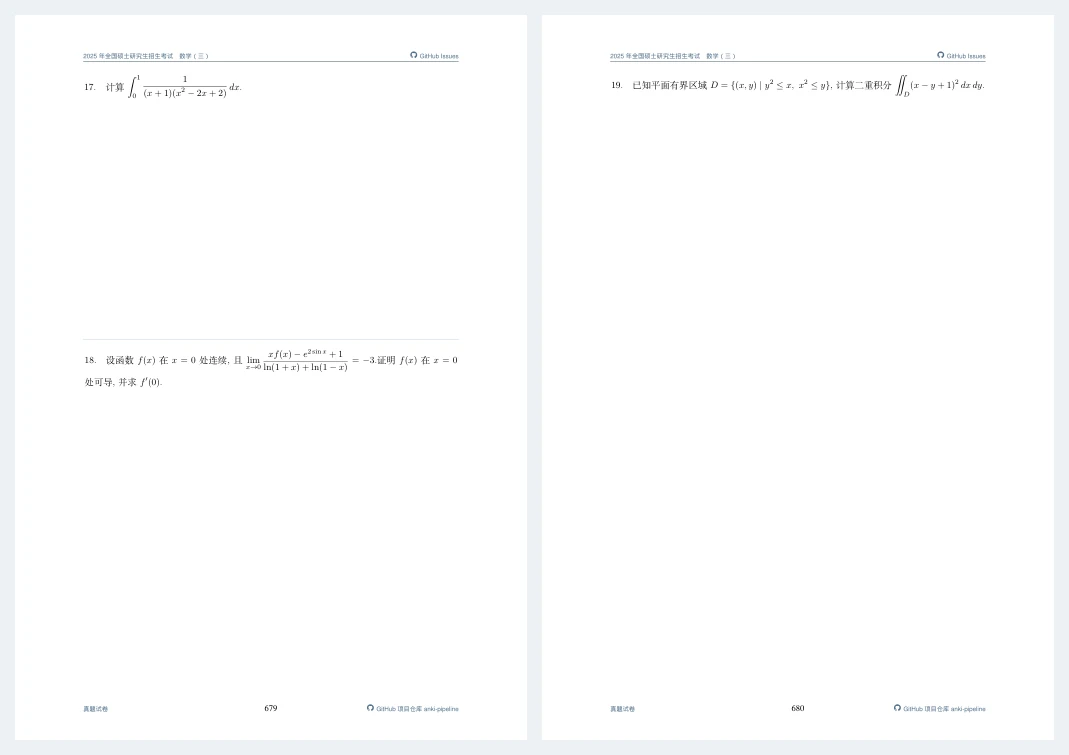 2025 年全国硕士研究生招生考试 数学(三) GitHub Issues
17. 计算 \int_0^1 \frac{1}{(x+1)(x^2-2x+2)} dx.
18. 设函数 f(x) 在 x = 0 处连续, 且 \lim_{x→0} \frac{xf(x) - e^{2\sin x} + 1}{\ln(1+x) + \ln(1-x)} = -3.证明 f(x) 在 x = 0
处可导, 并求 f'(0).
真题试卷 679 GitHub 项目仓库 anki-pipeline
2025 年全国硕士研究生招生考试 数学(三) GitHub Issues
19. 已知平面有界区域 D = {(x, y) | y^2 ≤ x, x^2 ≤ y}, 计算二重积分 \iint_D (x - y + 1)^2 dx dy.
真题试卷 680 GitHub 项目仓库 anki-pipeline